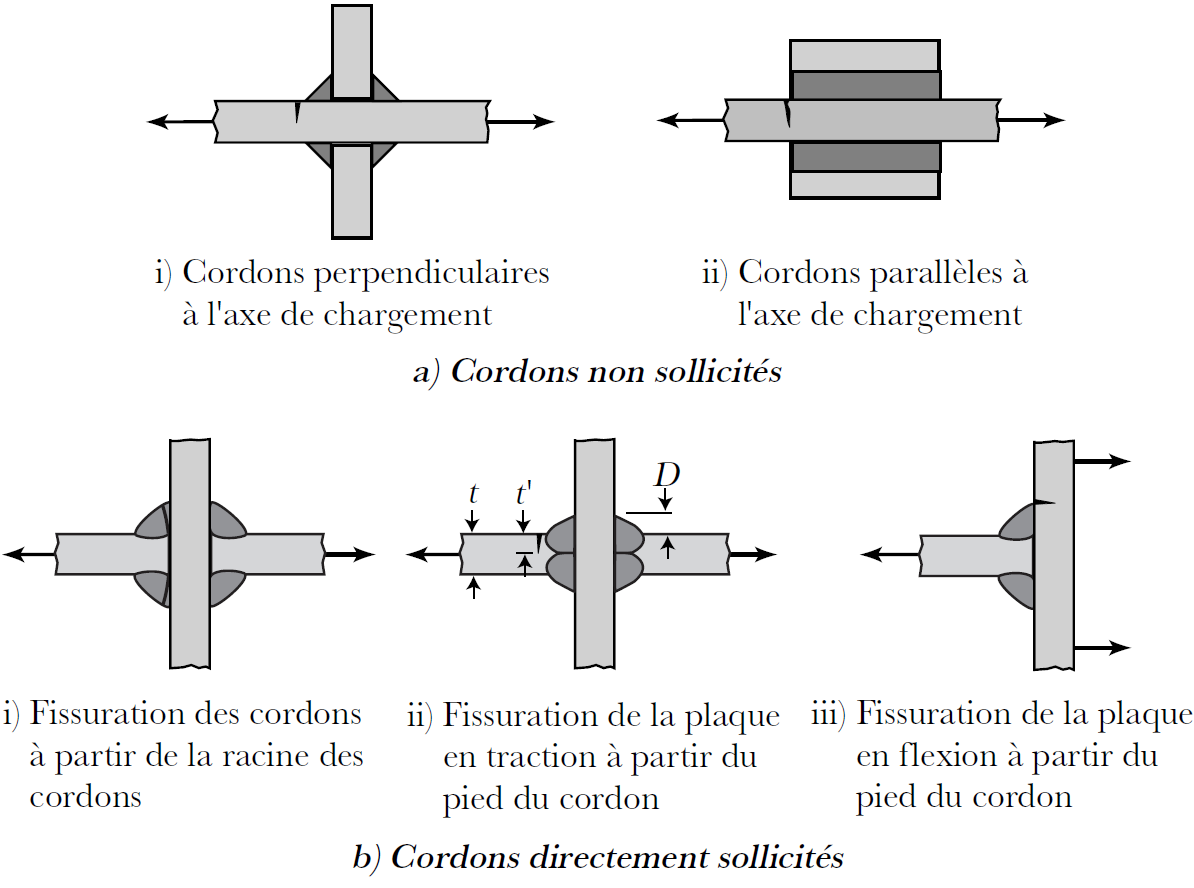 i) Cordons perpendiculaires
à l'axe de chargement
ii) Cordons parallèles à
l'axe de chargement
a) Cordons non sollicités
t
t'
D
i) Fissuration des cordons
à partir de la racine des
cordons
ii) Fissuration de la plaque
en traction à partir du
pied du cordon
iii) Fissuration de la plaque
en flexion à partir du
pied du cordon
b) Cordons directement sollicités